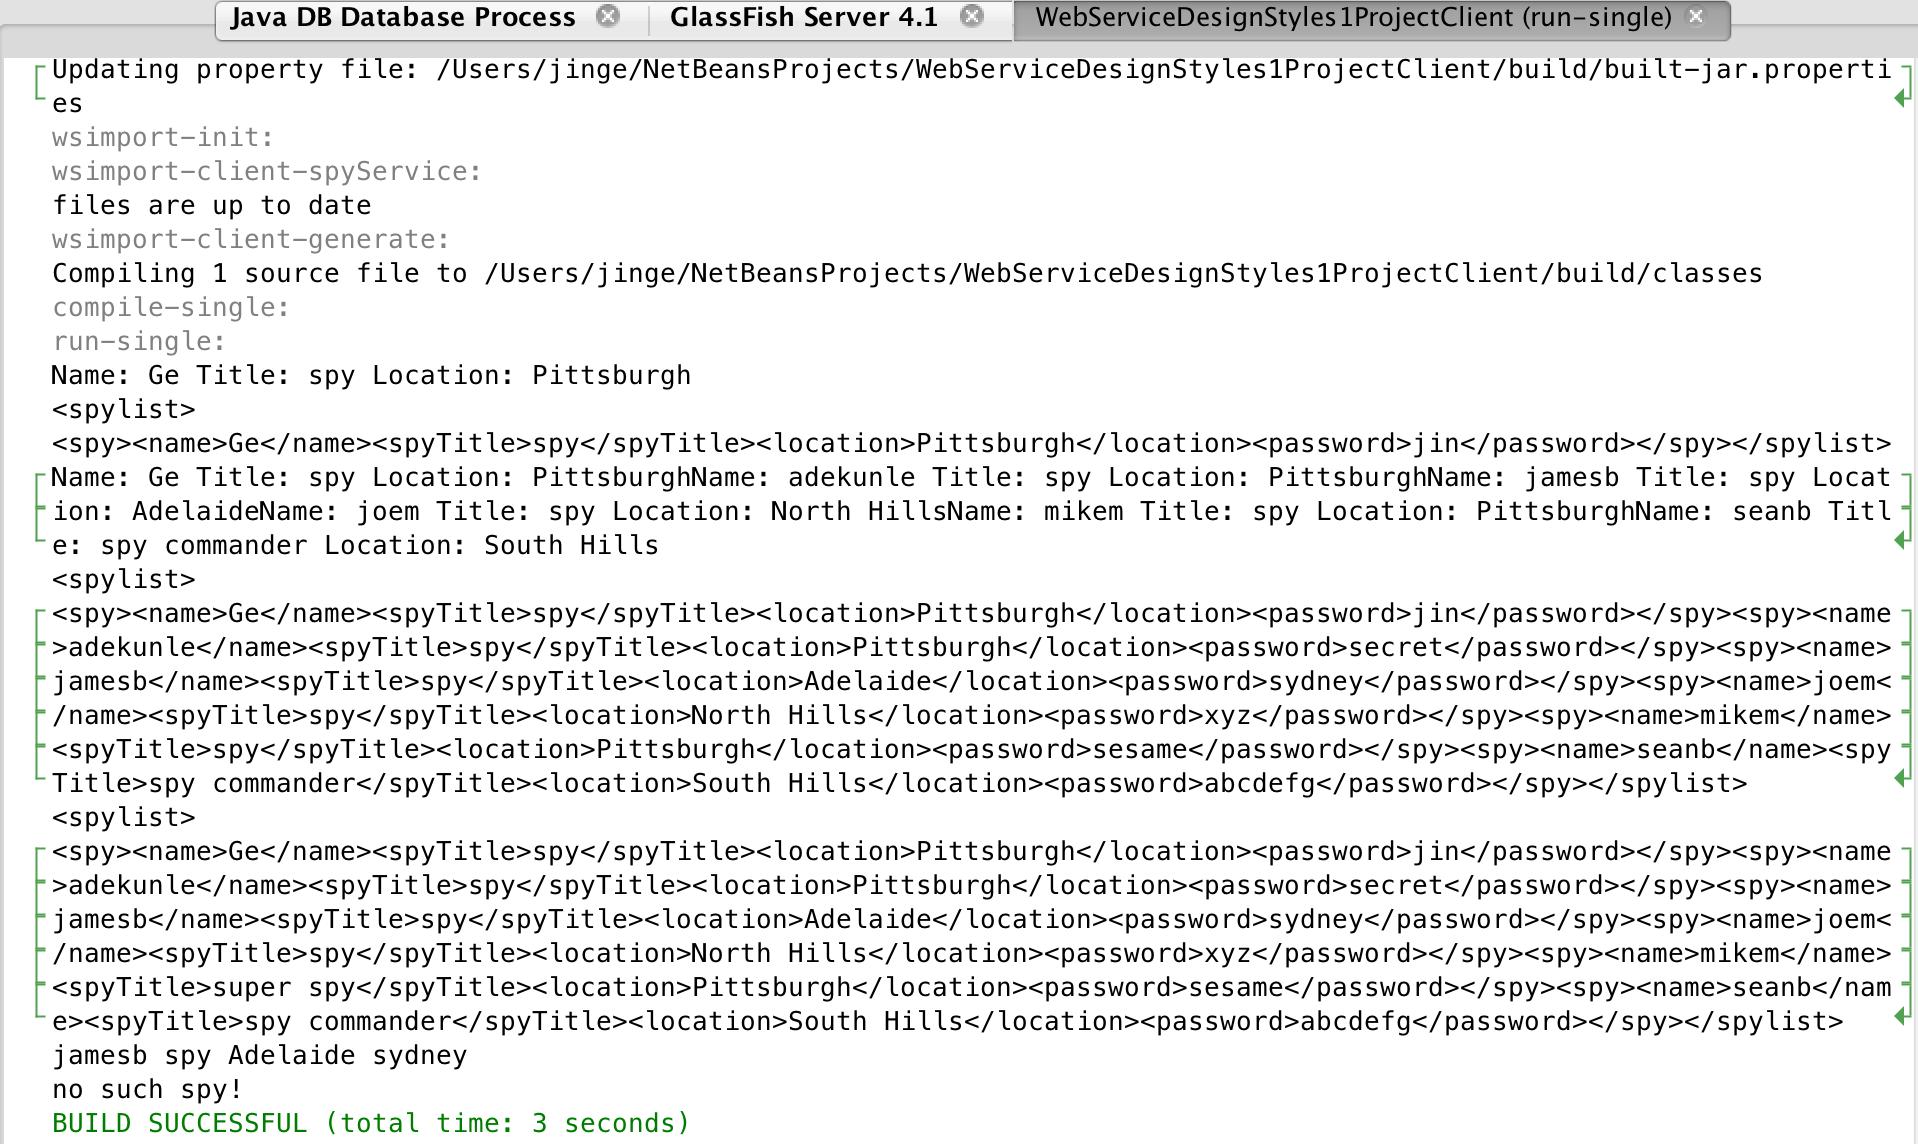 Java DB Database Process GlassFish Server 4.1 WebServiceDesignStyles1ProjectClient (run-single)
Updating property file: /Users/jinge/NetBeansProjects/WebServiceDesignStyles1ProjectClient/build/built-jar.properti
es
wsimport-init:
wsimport-client-spyService:
files are up to date
wsimport-client-generate:
Compiling 1 source file to /Users/jinge/NetBeansProjects/WebServiceDesignStyles1ProjectClient/build/classes
compile-single:
run-single:
Name: Ge Title: spy Location: Pittsburgh
<spylist>
<spy><name>Ge</name><spyTitle>spy</spyTitle><location>Pittsburgh</location><password>jin</password></spy></spylist>
Name: Ge Title: spy Location: PittsburghName: adekunle Title: spy Location: PittsburghName: jamesb Title: spy Locat
ion: AdelaideName: joem Title: spy Location: North HillsName: mikem Title: spy Location: PittsburghName: seanb Titl
e: spy commander Location: South Hills
<spylist>
<spy><name>Ge</name><spyTitle>spy</spyTitle><location>Pittsburgh</location><password>jin</password></spy><spy><name
>adekunle</name><spyTitle>spy</spyTitle><location>Pittsburgh</location><password>secret</password></spy><spy><name>
jamesb</name><spyTitle>spy</spyTitle><location>Adelaide</location><password>sydney</password></spy><spy><name>joem<
/name><spyTitle>spy</spyTitle><location>North Hills</location><password>xyz</password></spy><spy><name>mikem</name>
<spyTitle>spy</spyTitle><location>Pittsburgh</location><password>sesame</password></spy><spy><name>seanb</name><spy
Title>spy commander</spyTitle><location>South Hills</location><password>abcdefg</password></spy></spylist>
<spylist>
<spy><name>Ge</name><spyTitle>spy</spyTitle><location>Pittsburgh</location><password>jin</password></spy><spy><name
>adekunle</name><spyTitle>spy</spyTitle><location>Pittsburgh</location><password>secret</password></spy><spy><name>
jamesb</name><spyTitle>spy</spyTitle><location>Adelaide</location><password>sydney</password></spy><spy><name>joem<
/name><spyTitle>spy</spyTitle><location>North Hills</location><password>xyz</password></spy><spy><name>mikem</name>
<spyTitle>super spy</spyTitle><location>Pittsburgh</location><password>sesame</password></spy><spy><name>seanb</nam
e><spyTitle>spy commander</spyTitle><location>South Hills</location><password>abcdefg</password></spy></spylist>
jamesb spy Adelaide sydney
no such spy!
BUILD SUCCESSFUL (total time: 3 seconds)